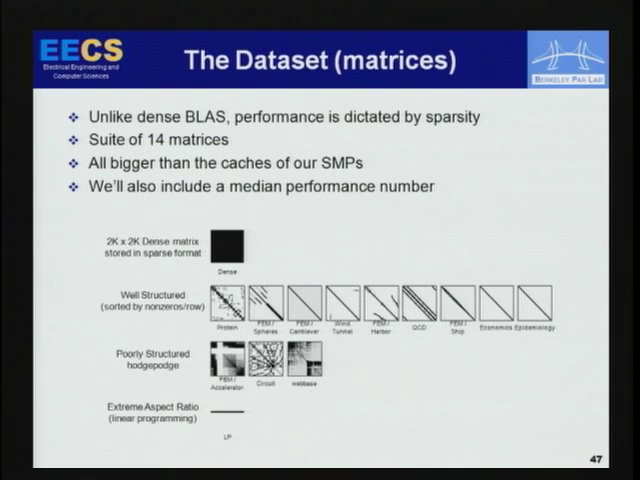 EECS
Electrical Engineering and
Computer Sciences
The Dataset (matrices)
BERKELEY PAR LAB
Unlike dense BLAS, performance is dictated by sparsity
Suite of 14 matrices
All bigger than the caches of our SMPs
We'll also include a median performance number
2K x 2K Dense matrix
stored in sparse format
Dense
Well Structured
(sorted by nonzeros/row)
Protein
FEM /
Spheres
FEM /
Cantilever
Wind
Tunnel
FEM /
Harbor
QCD
FEM /
Ship
Economics
Epidemiology
Poorly Structured
hodgepodge
FEM /
Accelerator
Circuit
webbase
Extreme Aspect Ratio
(linear programming)
LP
47